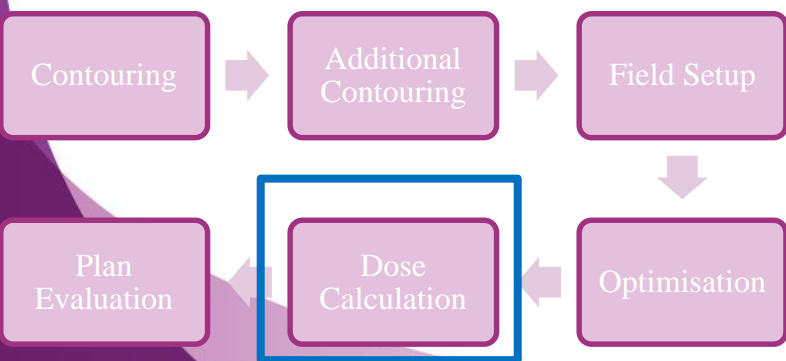 Contouring
Additional
Contouring
Field Setup
Optimisation
Dose
Calculation
Plan
Evaluation